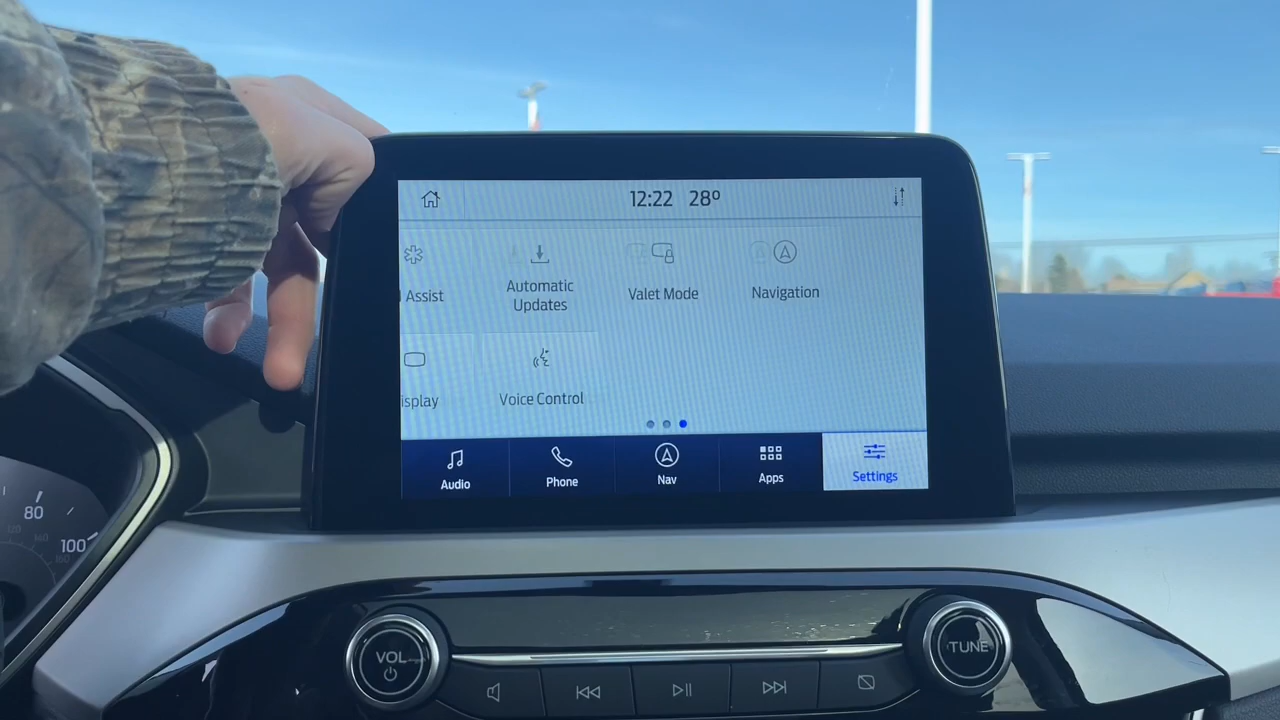 12:22 28°
Assist
Automatic
Updates
Valet Mode
Navigation
isplay
Voice Control
Audio
Phone
Nav
Apps
Settings
80
100
VOL
TUNE